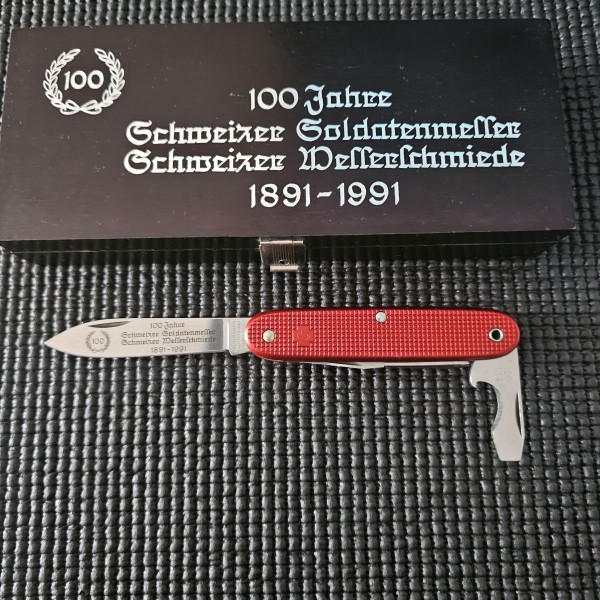 100
100 Jahre
Schweizer Soldatenmesser
Schweizer Messerschmiede
1891-1991
100
100 Jahre
Schweizer Soldatenmesser
Schweizer Messerschmiede
1891-1991